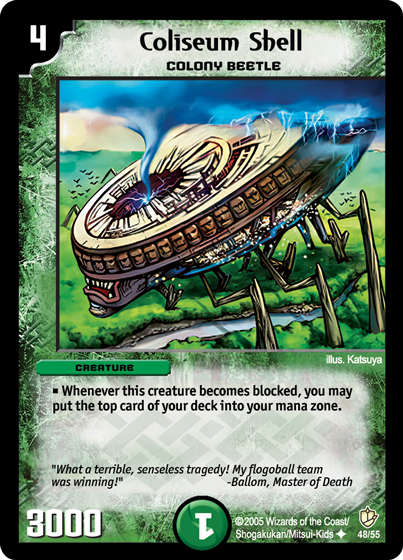 4
Coliseum Shell
COLONY BEETLE
illus. Katsuya
CREATURE
▪ Whenever this creature becomes blocked, you may
put the top card of your deck into your mana zone.
"What a terrible, senseless tragedy! My flogoball team
was winning!" -Ballom, Master of Death
3000
©2005 Wizards of the Coast/
Shogakukan/Mitsui-Kids ✦ 48/55